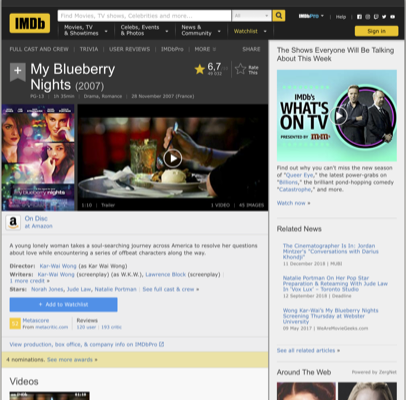 IMDb
Find Movies, TV shows, Celebrities and more...
All
IMDbPro
Help
Movies, TV
& Showtimes
Celebs, Events
& Photos
News &
Community
Watchlist
Sign in
FULL CAST AND CREW | TRIVIA | USER REVIEWS | IMDbPro | MORE
SHARE
My Blueberry
Nights (2007)
6,7
Rate
This
PG-13 | 1h 35min | Drama, Romance | 28 November 2007 (France)
my blueberry nights
1:10 | Trailer
1 VIDEO | 45 IMAGES
a
On Disc
at Amazon
A young lonely woman takes a soul-searching journey across America to resolve her questions
about love while encountering a series of offbeat characters along the way.
Director: Kar-Wai Wong (as Kar Wai Wong)
Writers: Kar-Wai Wong (screenplay) (as W.K.W.), Lawrence Block (screenplay) |
1 more credit »
Stars: Norah Jones, Jude Law, Natalie Portman | See full cast & crew »
+ Add to Watchlist
52
Metascore
From metacritic.com
Reviews
120 user | 193 critic
View production, box office, & company info on IMDbPro
4 nominations. See more awards »
Videos
The Shows Everyone Will Be Talking
About This Week
IMDb's
WHAT'S
ON TV
PRESENTED BY
Find out why you can't miss the new season
of "Queer Eye," the latest power-grabs on
"Billions," the brilliant pond-hopping comedy
"Catastrophe," and more.
Watch now »
Related News
The Cinematographer Is In: Jordan
Mintzer's "Conversations with Darius
Khondji"
11 December 2018 | MUBI
Natalie Portman On Her Pop Star
Preparation & Reteaming With Jude Law
In 'Vox Lux' – Toronto Studio
12 September 2018 | Deadline
Wong Kar-Wai's My Blueberry Nights
Screening Thursday at Webster
University
09 May 2017 | WeAreMovieGeeks.com
See all related articles »
Around The Web
Powered by ZergNet